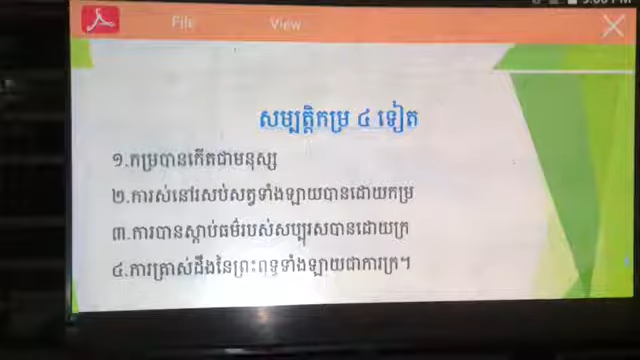 File View
សម្បត្តិកម្រ ៤ ទៀត
១.កម្របានកើតជាមនុស្ស
២.ការស់នៅរសប់សត្វទាំងឡាយបានដោយកម្រ
៣.ការបានស្តាប់ធម៌របស់សប្បុរសបានដោយក្រ
៤.ការត្រាស់ដឹងនៃព្រះពុទ្ធទាំងឡាយជាការក្រ។